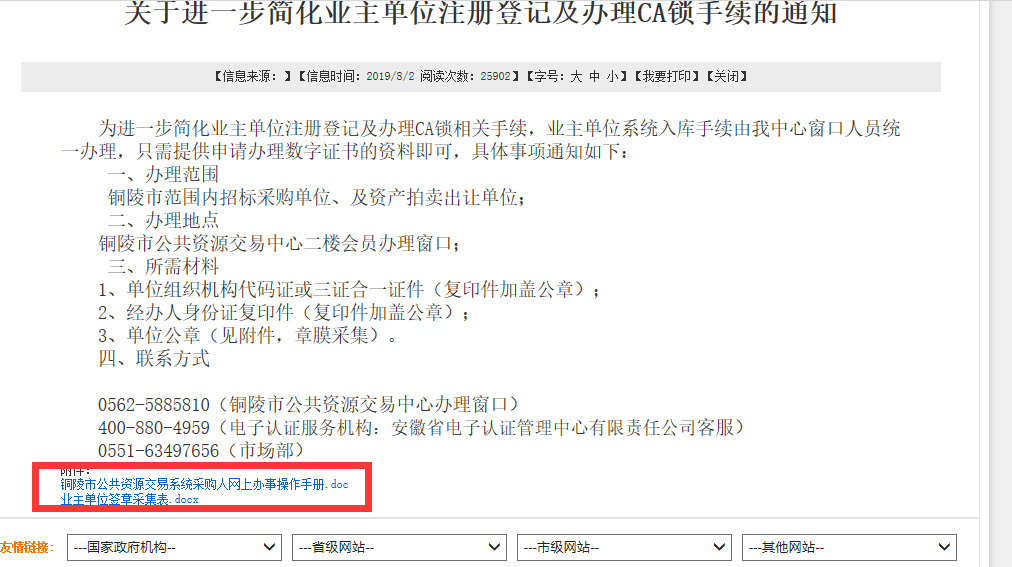 关于进一步简化业主单位注册登记及办理CA锁手续的通知
【信息来源：】【信息时间：2019/8/2 阅读次数：25902】【字号：大 中 小】【我要打印】【关闭】
为进一步简化业主单位注册登记及办理CA锁相关手续，业主单位系统入库手续由我中心窗口人员统
一办理，只需提供申请办理数字证书的资料即可，具体事项通知如下：
一、办理范围
铜陵市范围内招标采购单位、及资产拍卖出让单位；
二、办理地点
铜陵市公共资源交易中心二楼会员办理窗口；
三、所需材料
1、单位组织机构代码证或三证合一证件（复印件加盖公章）；
2、经办人身份证复印件（复印件加盖公章）；
3、单位公章（见附件，章膜采集）。
四、联系方式
0562-5885810（铜陵市公共资源交易中心办理窗口）
400-880-4959（电子认证服务机构：安徽省电子认证管理中心有限责任公司客服）
0551-63497656（市场部）
附件：
铜陵市公共资源交易系统采购人网上办事操作手册.doc
业主单位签章采集表.docx
友情链接： ---国家政府机构-- ---省级网站-- ---市级网站-- ---其他网站--